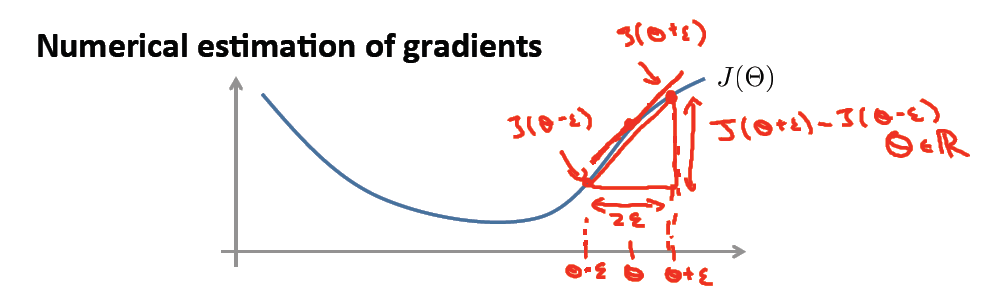 Numerical estimation of gradients
J(Θ+ε)
J(Θ)
J(Θ-ε)
J(Θ+ε) - J(Θ-ε)
Θ ∈ ℝ
2ε
Θ-ε Θ Θ+ε